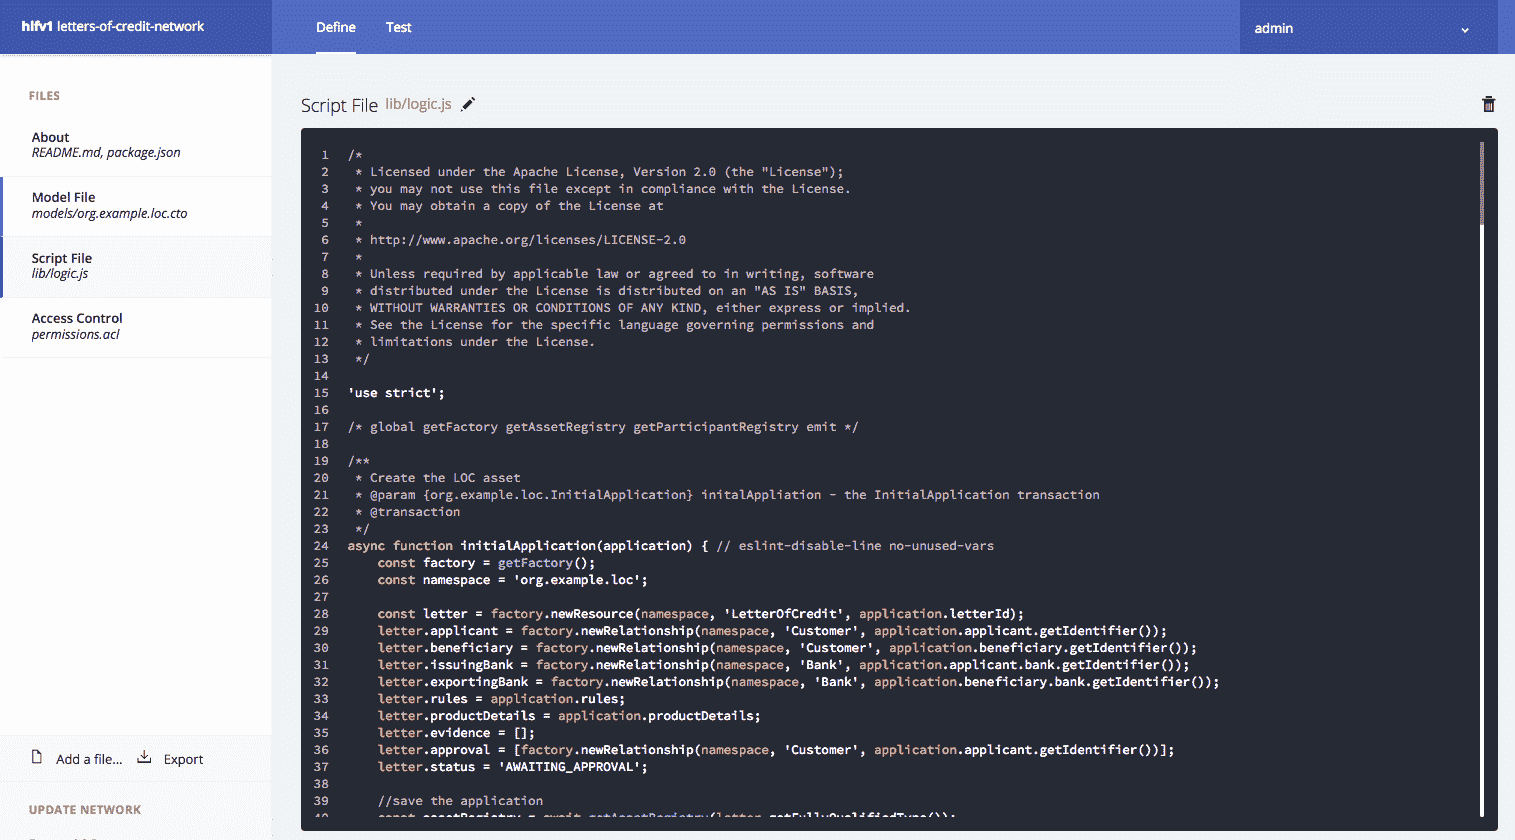 hlfv1 letters-of-credit-network
Define Test
admin
FILES
About
README.md, package.json
Model File
models/org.example.loc.cto
Script File
lib/logic.js
Access Control
permissions.acl
Add a file... Export
UPDATE NETWORK
Script File lib/logic.js
1 /*
2 * Licensed under the Apache License, Version 2.0 (the "License");
3 * you may not use this file except in compliance with the License.
4 * You may obtain a copy of the License at
5 *
6 * http://www.apache.org/licenses/LICENSE-2.0
7 *
8 * Unless required by applicable law or agreed to in writing, software
9 * distributed under the License is distributed on an "AS IS" BASIS,
10 * WITHOUT WARRANTIES OR CONDITIONS OF ANY KIND, either express or implied.
11 * See the License for the specific language governing permissions and
12 * limitations under the License.
13 */
14
15 'use strict';
16
17 /* global getFactory getAssetRegistry getParticipantRegistry emit */
18
19 /**
20 * Create the LOC asset
21 * @param {org.example.loc.InitialApplication} initalAppliation - the InitialApplication transaction
22 * @transaction
23 */
24 async function initialApplication(application) { // eslint-disable-line no-unused-vars
25 const factory = getFactory();
26 const namespace = 'org.example.loc';
27
28 const letter = factory.newResource(namespace, 'LetterOfCredit', application.letterId);
29 letter.applicant = factory.newRelationship(namespace, 'Customer', application.applicant.getIdentifier());
30 letter.beneficiary = factory.newRelationship(namespace, 'Customer', application.beneficiary.getIdentifier());
31 letter.issuingBank = factory.newRelationship(namespace, 'Bank', application.applicant.bank.getIdentifier());
32 letter.exportingBank = factory.newRelationship(namespace, 'Bank', application.beneficiary.bank.getIdentifier());
33 letter.rules = application.rules;
34 letter.productDetails = application.productDetails;
35 letter.evidence = [];
36 letter.approval = [factory.newRelationship(namespace, 'Customer', application.applicant.getIdentifier())];
37 letter.status = 'AWAITING_APPROVAL';
38
39 //save the application
40 const assetRegistry = await getAssetRegistry(letter.getFullyQualifiedType());